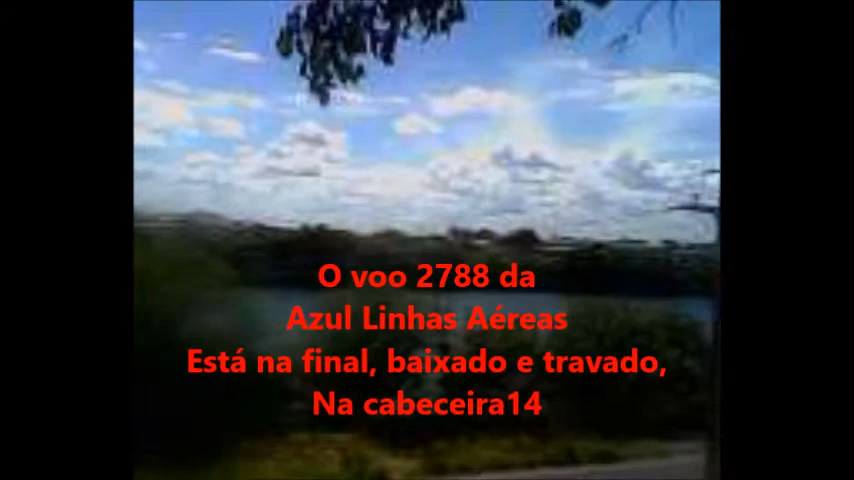 O voo 2788 da
Azul Linhas Aéreas
Está na final, baixado e travado,
Na cabeceira14